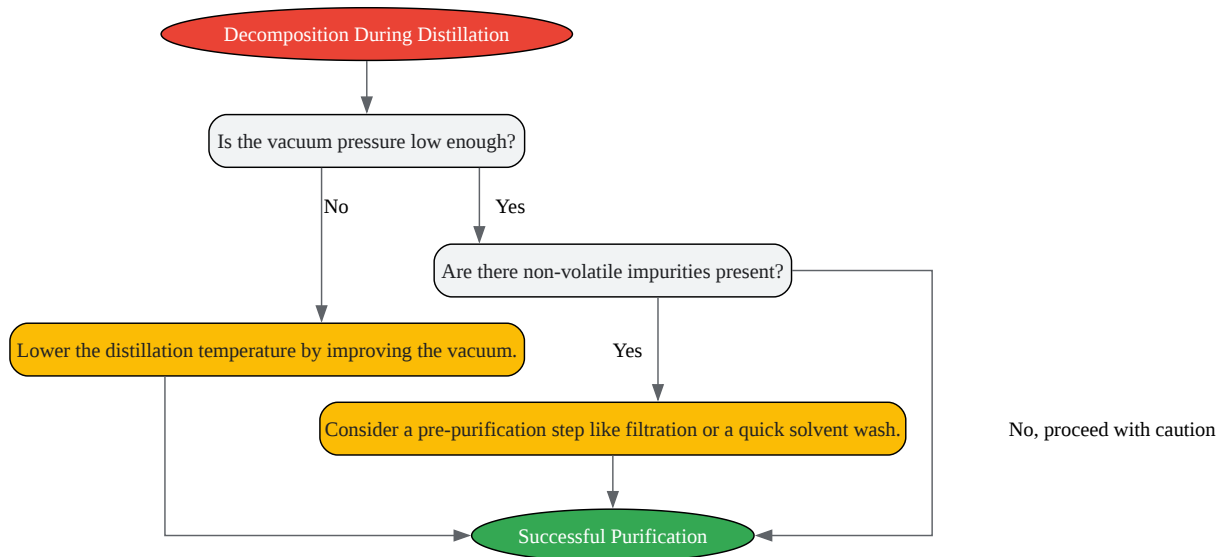 Decomposition During Distillation
Is the vacuum pressure low enough?
No
Yes
Are there non-volatile impurities present?
Lower the distillation temperature by improving the vacuum.
Yes
Consider a pre-purification step like filtration or a quick solvent wash.
No, proceed with caution
Successful Purification